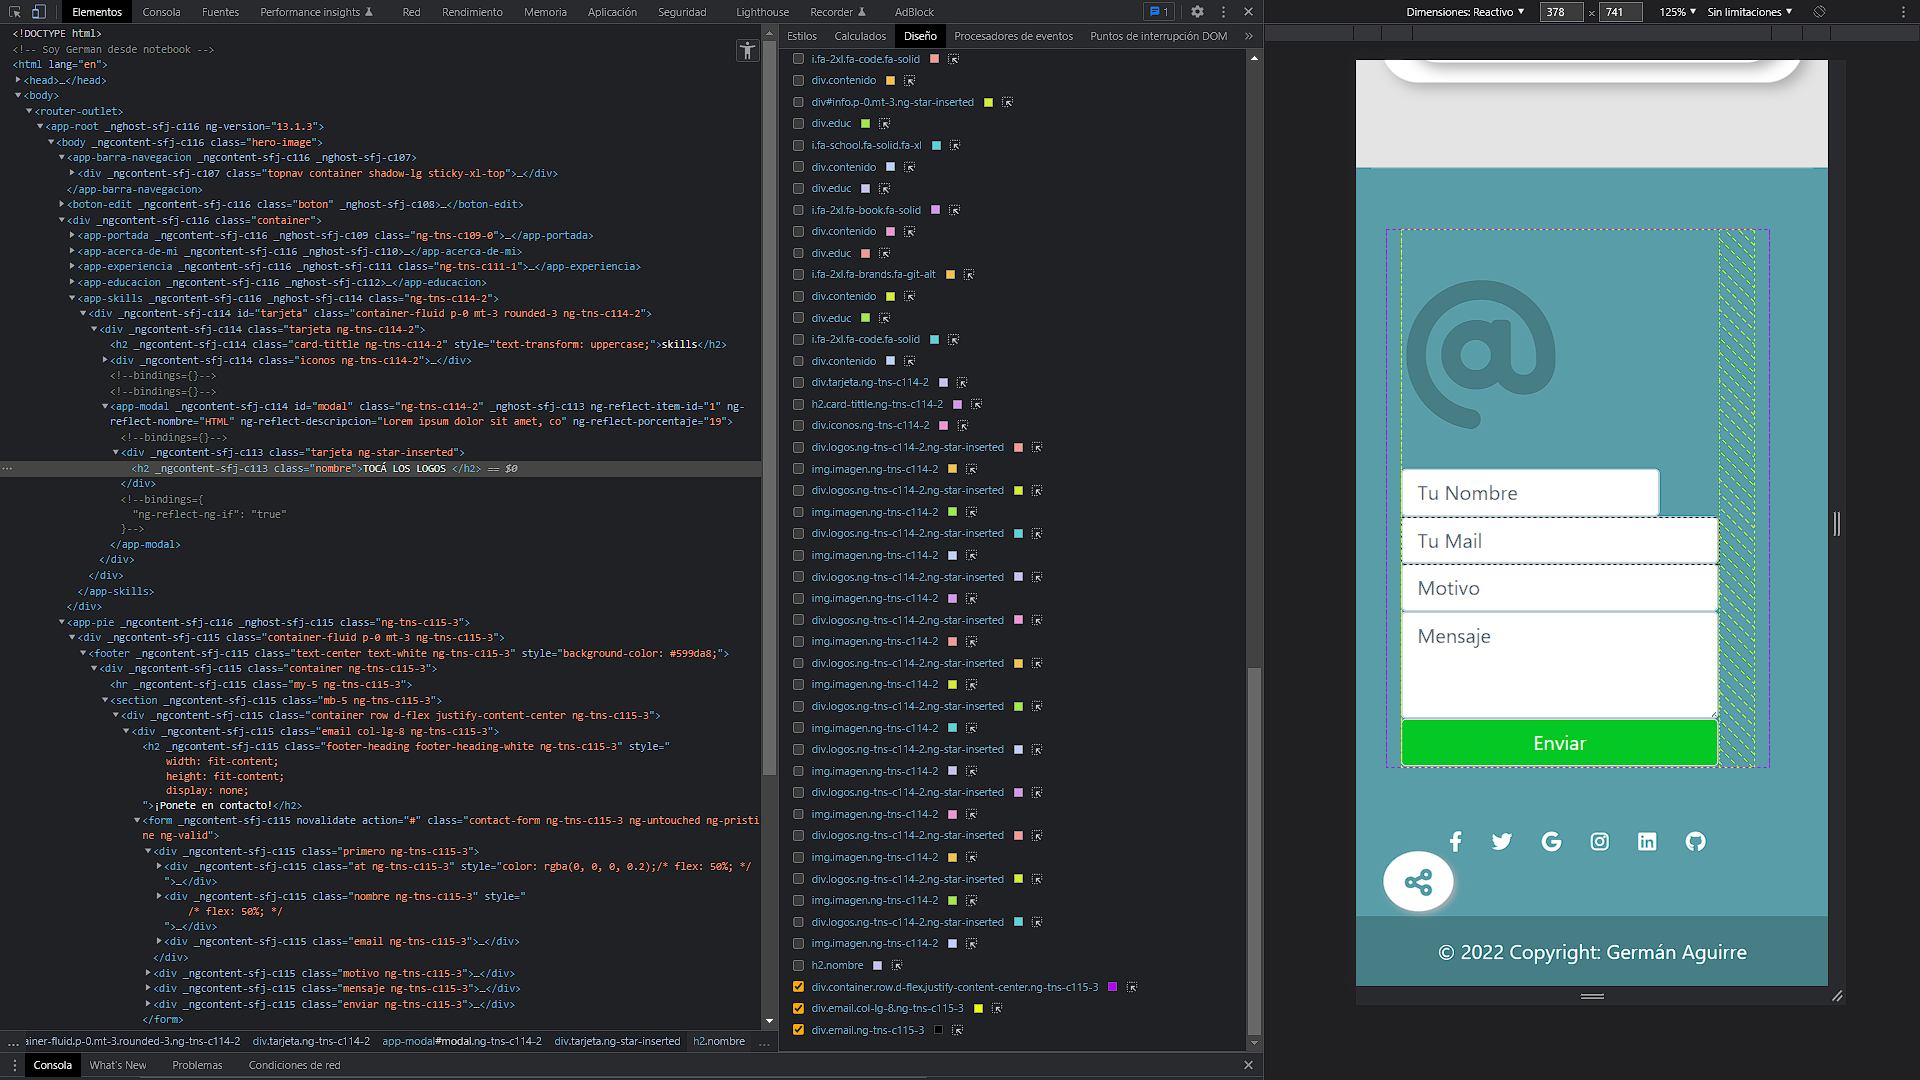 Elementos Consola Fuentes Performance insights Red Rendimiento Memoria Aplicación Seguridad Lighthouse Recorder AdBlock 1
Dimensiones: Reactivo ▼ 378 × 741 125% ▼ Sin limitaciones ▼
<!DOCTYPE html>
<!-- Soy German desde notebook -->
<html lang="en">
<head>…</head>
<body>
<router-outlet>
<app-root _nghost-sfj-c116 ng-version="13.1.3">
<body _ngcontent-sfj-c116 class="hero-image">
<app-barra-navegacion _ngcontent-sfj-c116 _nghost-sfj-c107>
<div _ngcontent-sfj-c107 class="topnav container shadow-lg sticky-xl-top">…</div>
</app-barra-navegacion>
<boton-edit _ngcontent-sfj-c116 class="boton" _nghost-sfj-c108>…</boton-edit>
<div _ngcontent-sfj-c116 class="container">
<app-portada _ngcontent-sfj-c116 _nghost-sfj-c109 class="ng-tns-c109-0">…</app-portada>
<app-acerca-de-mi _ngcontent-sfj-c116 _nghost-sfj-c110>…</app-acerca-de-mi>
<app-experiencia _ngcontent-sfj-c116 _nghost-sfj-c111 class="ng-tns-c111-1">…</app-experiencia>
<app-educacion _ngcontent-sfj-c116 _nghost-sfj-c112>…</app-educacion>
<app-skills _ngcontent-sfj-c116 _nghost-sfj-c114 class="ng-tns-c114-2">
<div _ngcontent-sfj-c114 id="tarjeta" class="container-fluid p-0 mt-3 rounded-3 ng-tns-c114-2">
<div _ngcontent-sfj-c114 class="tarjeta ng-tns-c114-2">
<h2 _ngcontent-sfj-c114 class="card-tittle ng-tns-c114-2" style="text-transform: uppercase;">skills</h2>
<div _ngcontent-sfj-c114 class="iconos ng-tns-c114-2">…</div>
<!--bindings={}-->
<!--bindings={}-->
<app-modal _ngcontent-sfj-c114 id="modal" class="ng-tns-c114-2" _nghost-sfj-c113 ng-reflect-item-id="1" ng-
reflect-nombre="HTML" ng-reflect-descripcion="Lorem ipsum dolor sit amet, co" ng-reflect-porcentaje="19">
<!--bindings={}-->
<div _ngcontent-sfj-c113 class="tarjeta ng-star-inserted">
<h2 _ngcontent-sfj-c113 class="nombre">TOCÁ LOS LOGOS </h2> == $0
</div>
<!--bindings={
"ng-reflect-ng-if": "true"
}-->
</app-modal>
</div>
</div>
</app-skills>
</div>
<app-pie _ngcontent-sfj-c116 _nghost-sfj-c115 class="ng-tns-c115-3">
<div _ngcontent-sfj-c115 class="container-fluid p-0 mt-3 ng-tns-c115-3">
<footer _ngcontent-sfj-c115 class="text-center text-white ng-tns-c115-3" style="background-color: #599da8;">
<div _ngcontent-sfj-c115 class="container ng-tns-c115-3">
<hr _ngcontent-sfj-c115 class="my-5 ng-tns-c115-3">
<section _ngcontent-sfj-c115 class="mb-5 ng-tns-c115-3">
<div _ngcontent-sfj-c115 class="container row d-flex justify-content-center ng-tns-c115-3">
<div _ngcontent-sfj-c115 class="email col-lg-8 ng-tns-c115-3">
<h2 _ngcontent-sfj-c115 class="footer-heading footer-heading-white ng-tns-c115-3" style="
width: fit-content;
height: fit-content;
display: none;
">¡Ponete en contacto!</h2>
<form _ngcontent-sfj-c115 novalidate action="#" class="contact-form ng-tns-c115-3 ng-untouched ng-pristi
ne ng-valid">
<div _ngcontent-sfj-c115 class="primero ng-tns-c115-3">
<div _ngcontent-sfj-c115 class="at ng-tns-c115-3" style="color: rgba(0, 0, 0, 0.2);/* flex: 50%; */
">…</div>
<div _ngcontent-sfj-c115 class="nombre ng-tns-c115-3" style="
/* flex: 50%; */
">…</div>
<div _ngcontent-sfj-c115 class="email ng-tns-c115-3">…</div>
</div>
<div _ngcontent-sfj-c115 class="motivo ng-tns-c115-3">…</div>
<div _ngcontent-sfj-c115 class="mensaje ng-tns-c115-3">…</div>
<div _ngcontent-sfj-c115 class="enviar ng-tns-c115-3">…</div>
</form>
… ainer-fluid.p-0.mt-3.rounded-3.ng-tns-c114-2 div.tarjeta.ng-tns-c114-2 app-modal#modal.ng-tns-c114-2 div.tarjeta.ng-star-inserted h2.nombre …
Consola What's New Problemas Condiciones de red
Estilos Calculados Diseño Procesadores de eventos Puntos de interrupción DOM »
i.fa-2xl.fa-code.fa-solid
div.contenido
div#info.p-0.mt-3.ng-star-inserted
div.educ
i.fa-school.fa-solid.fa-xl
div.contenido
div.educ
i.fa-2xl.fa-book.fa-solid
div.contenido
div.educ
i.fa-2xl.fa-brands.fa-git-alt
div.contenido
div.educ
i.fa-2xl.fa-code.fa-solid
div.contenido
div.tarjeta.ng-tns-c114-2
h2.card-tittle.ng-tns-c114-2
div.iconos.ng-tns-c114-2
div.logos.ng-tns-c114-2.ng-star-inserted
img.imagen.ng-tns-c114-2
div.logos.ng-tns-c114-2.ng-star-inserted
img.imagen.ng-tns-c114-2
div.logos.ng-tns-c114-2.ng-star-inserted
img.imagen.ng-tns-c114-2
div.logos.ng-tns-c114-2.ng-star-inserted
img.imagen.ng-tns-c114-2
div.logos.ng-tns-c114-2.ng-star-inserted
img.imagen.ng-tns-c114-2
div.logos.ng-tns-c114-2.ng-star-inserted
img.imagen.ng-tns-c114-2
div.logos.ng-tns-c114-2.ng-star-inserted
img.imagen.ng-tns-c114-2
div.logos.ng-tns-c114-2.ng-star-inserted
img.imagen.ng-tns-c114-2
div.logos.ng-tns-c114-2.ng-star-inserted
img.imagen.ng-tns-c114-2
div.logos.ng-tns-c114-2.ng-star-inserted
img.imagen.ng-tns-c114-2
div.logos.ng-tns-c114-2.ng-star-inserted
img.imagen.ng-tns-c114-2
div.logos.ng-tns-c114-2.ng-star-inserted
img.imagen.ng-tns-c114-2
h2.nombre
div.container.row.d-flex.justify-content-center.ng-tns-c115-3
div.email.col-lg-8.ng-tns-c115-3
div.email.ng-tns-c115-3
@
Tu Nombre
Tu Mail
Motivo
Mensaje
Enviar
© 2022 Copyright: Germán Aguirre